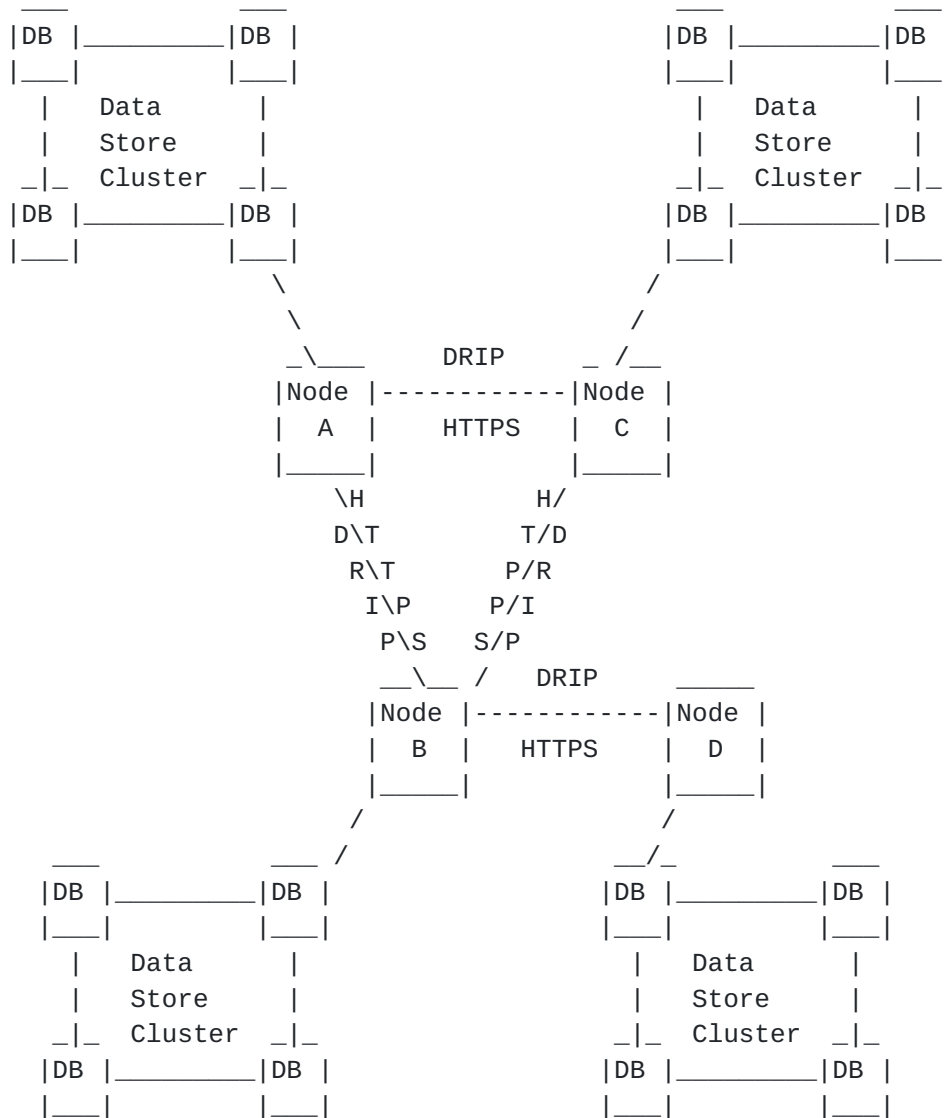 DB DB DB DB
Data Data
Store Store
Cluster Cluster
DB DB DB DB
DRIP
Node Node
A HTTPS C
\H H/
D\T T/D
R\T P/R
I\P P/I
P\S S/P
DRIP
Node Node
B HTTPS D
DB DB DB DB
Data Data
Store Store
Cluster Cluster
DB DB DB DB